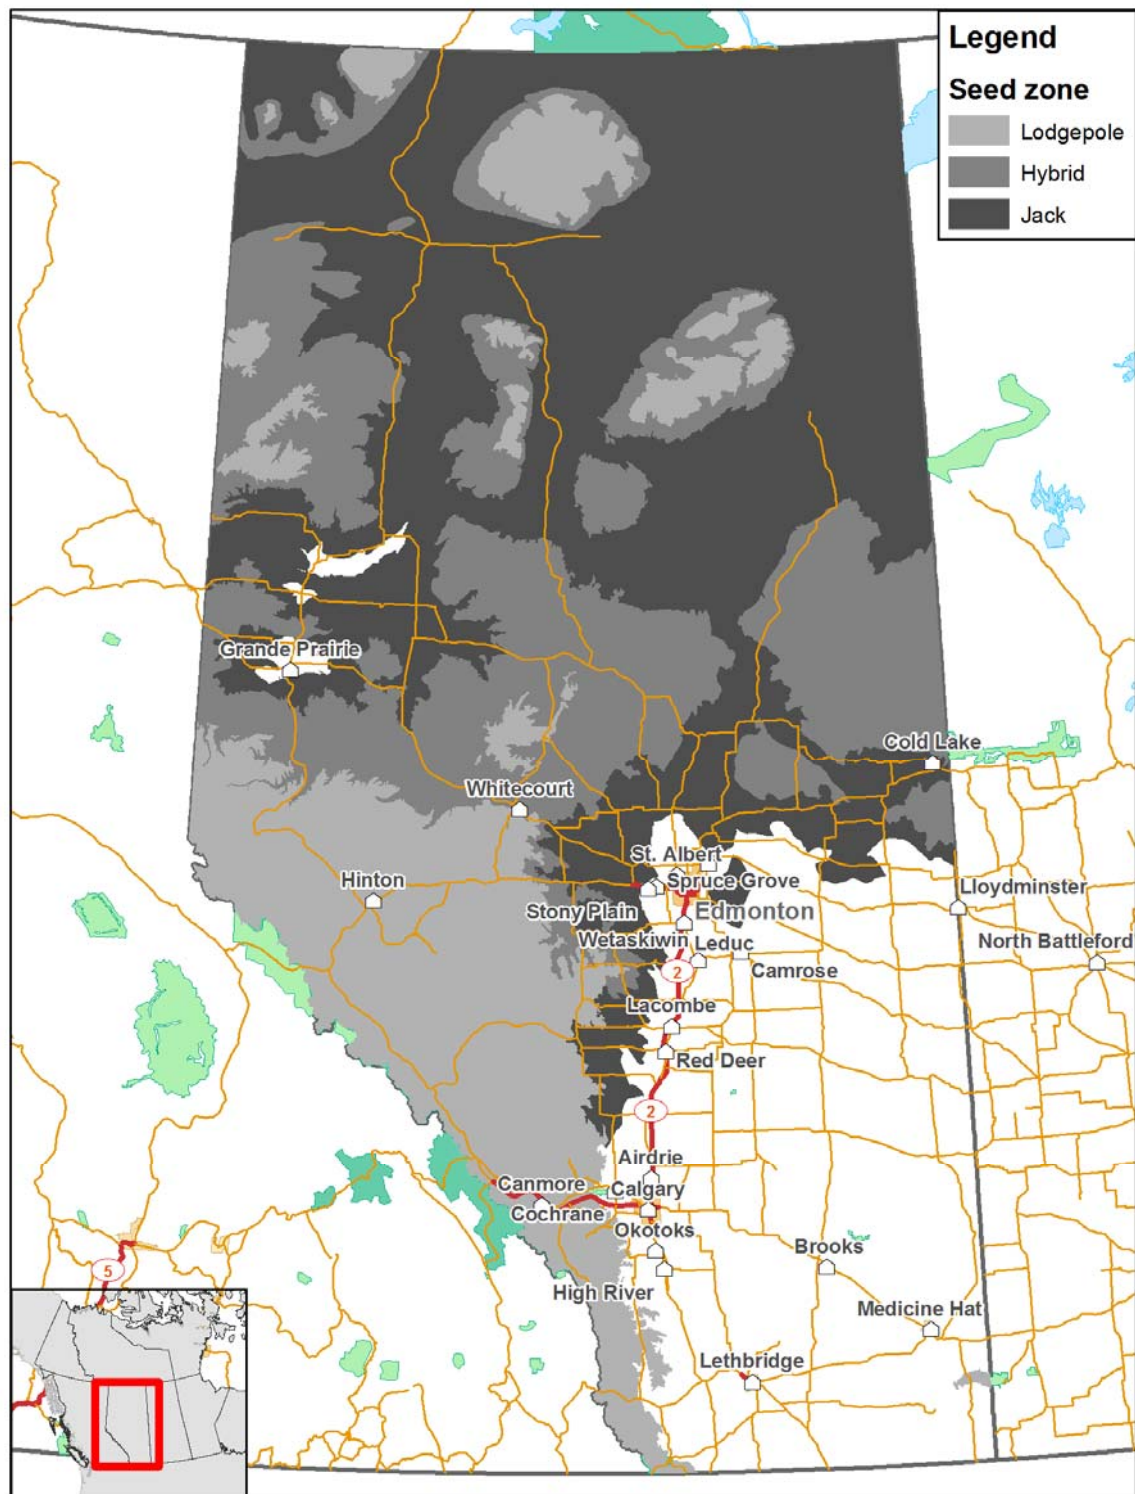 Legend
Seed zone
Lodgepole
Hybrid
Jack
Grande Prairie
Cold Lake
Whitecourt
St. Albert
Hinton
Spruce Grove
Lloydminster
Stony Plain
Edmonton
Wetaskiwin
Leduc
North Battleford
2
Camrose
Lacombe
Red Deer
2
Airdrie
Canmore
Calgary
Cochrane
Okotoks
Brooks
5
High River
Medicine Hat
Lethbridge